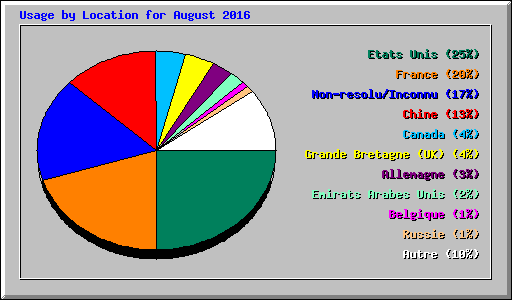 Usage by Location for August 2016
Etats Unis (25%)
France (20%)
Non-resolu/Inconnu (17%)
Chine (13%)
Canada (4%)
Grande Bretagne (UK) (4%)
Allemagne (3%)
Emirats Arabes Unis (2%)
Belgique (1%)
Russie (1%)
Autre (10%)